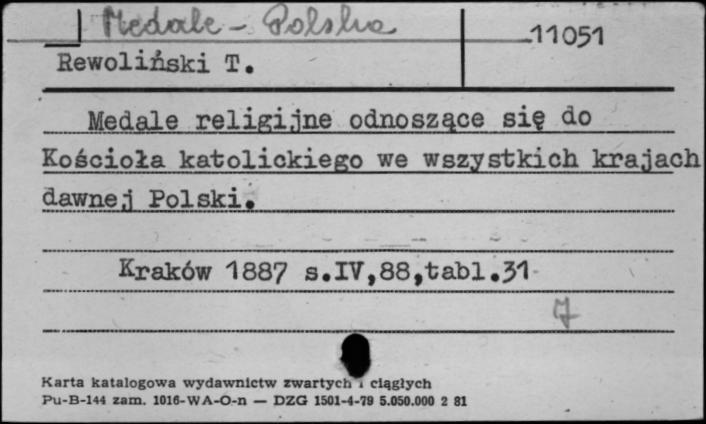 Medale - Polska
11051
Rewoliński T.
Medale religijne odnoszące się do
Kościoła katolickiego we wszystkich krajach
dawnej Polski.
Kraków 1887 s.IV,88,tabl.31
7
Karta katalogowa wydawnictw zwartych i ciągłych
Pu-B-144 zam. 1016-WA-O-n — DZG 1501-4-79 5.050.000 2 81